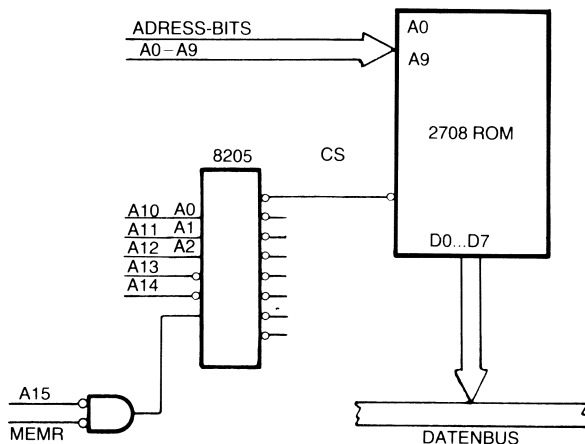 ADRESS-BITS
A0–A9
A0
A9
2708 ROM
D0...D7
8205
CS
A10 A0
A11 A1
A12 A2
A13
A14
A15
MEMR
DATENBUS